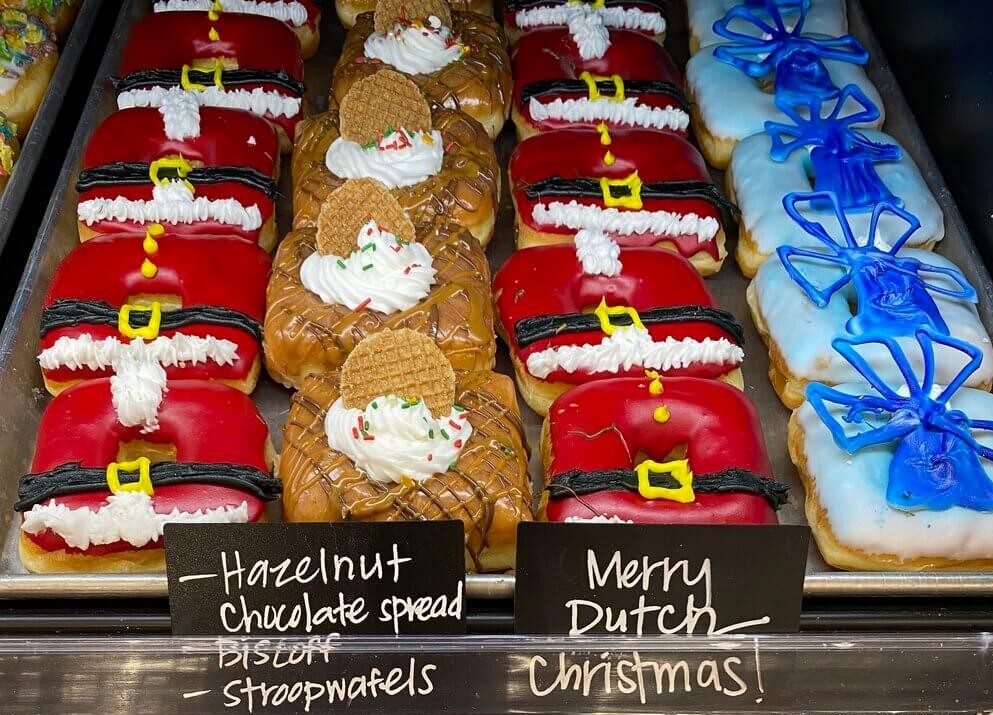 - Hazelnut
Chocolate spread
- Biscoff
- Stroopwafels
Merry
Dutch
Christmas!